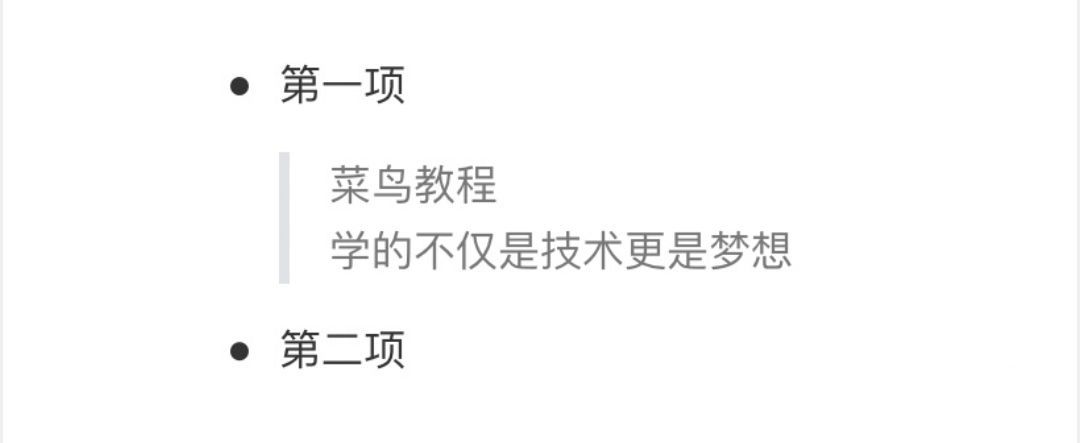 第一项
菜鸟教程
学的不仅是技术更是梦想
第二项